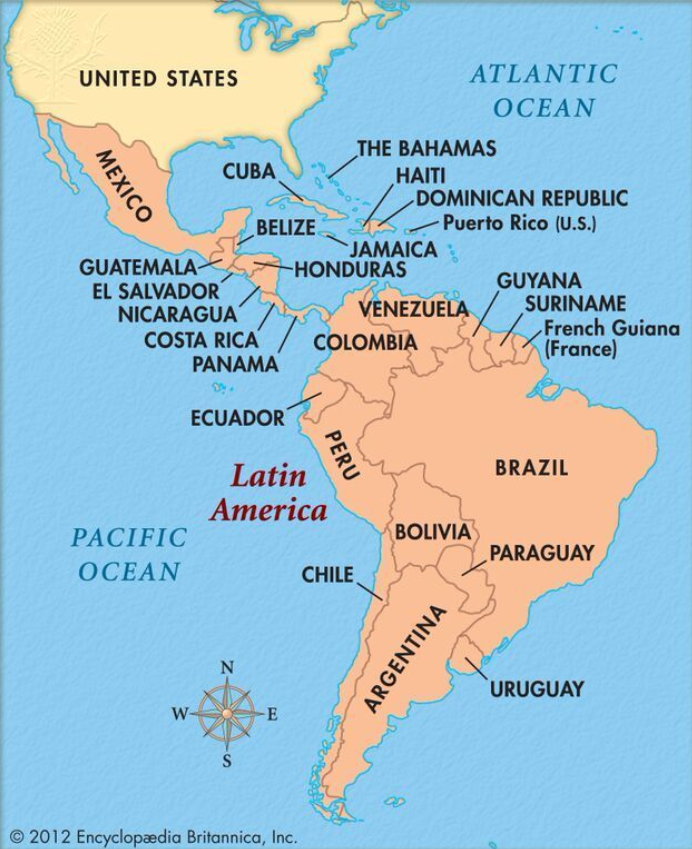 UNITED STATES
ATLANTIC
OCEAN
MEXICO
CUBA
THE BAHAMAS
HAITI
DOMINICAN REPUBLIC
Puerto Rico (U.S.)
BELIZE
JAMAICA
GUATEMALA
HONDURAS
EL SALVADOR
NICARAGUA
COSTA RICA
PANAMA
VENEZUELA
COLOMBIA
GUYANA
SURINAME
French Guiana
(France)
ECUADOR
PERU
BRAZIL
Latin
America
PACIFIC
OCEAN
BOLIVIA
PARAGUAY
CHILE
ARGENTINA
URUGUAY
N
W E
S
© 2012 Encyclopædia Britannica, Inc.